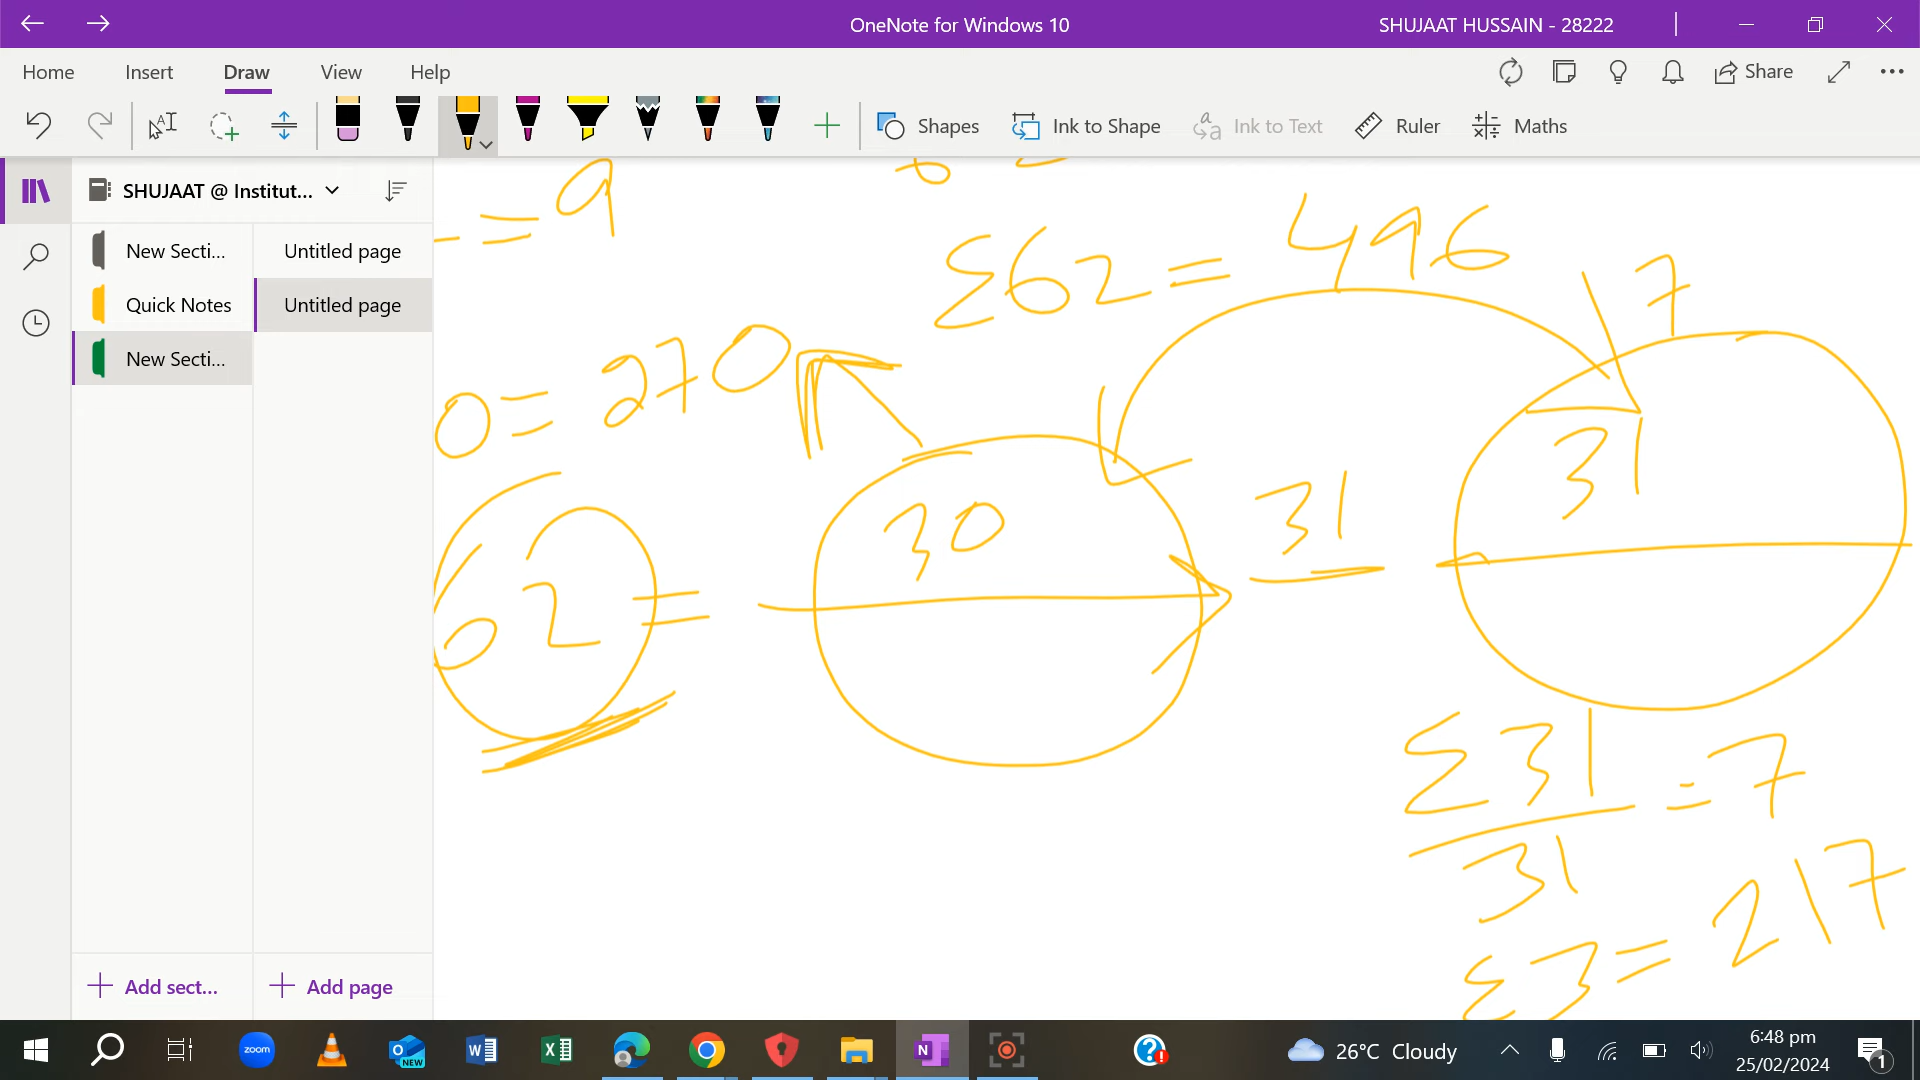 OneNote for Windows 10
SHUJAAT HUSSAIN - 28222
Home Insert Draw View Help
Share
Shapes Ink to Shape Ink to Text Ruler Maths
SHUJAAT @ Institut...
New Secti...
Quick Notes
New Secti...
Untitled page
Untitled page
- = 9
Σ62 = 496
0 = 270
17
30
31
31
62 =
Σ31
31
= 7
Σ3 = 217
Add sect...
Add page
zoom
NEW
26°C Cloudy
6:48 pm
25/02/2024
1